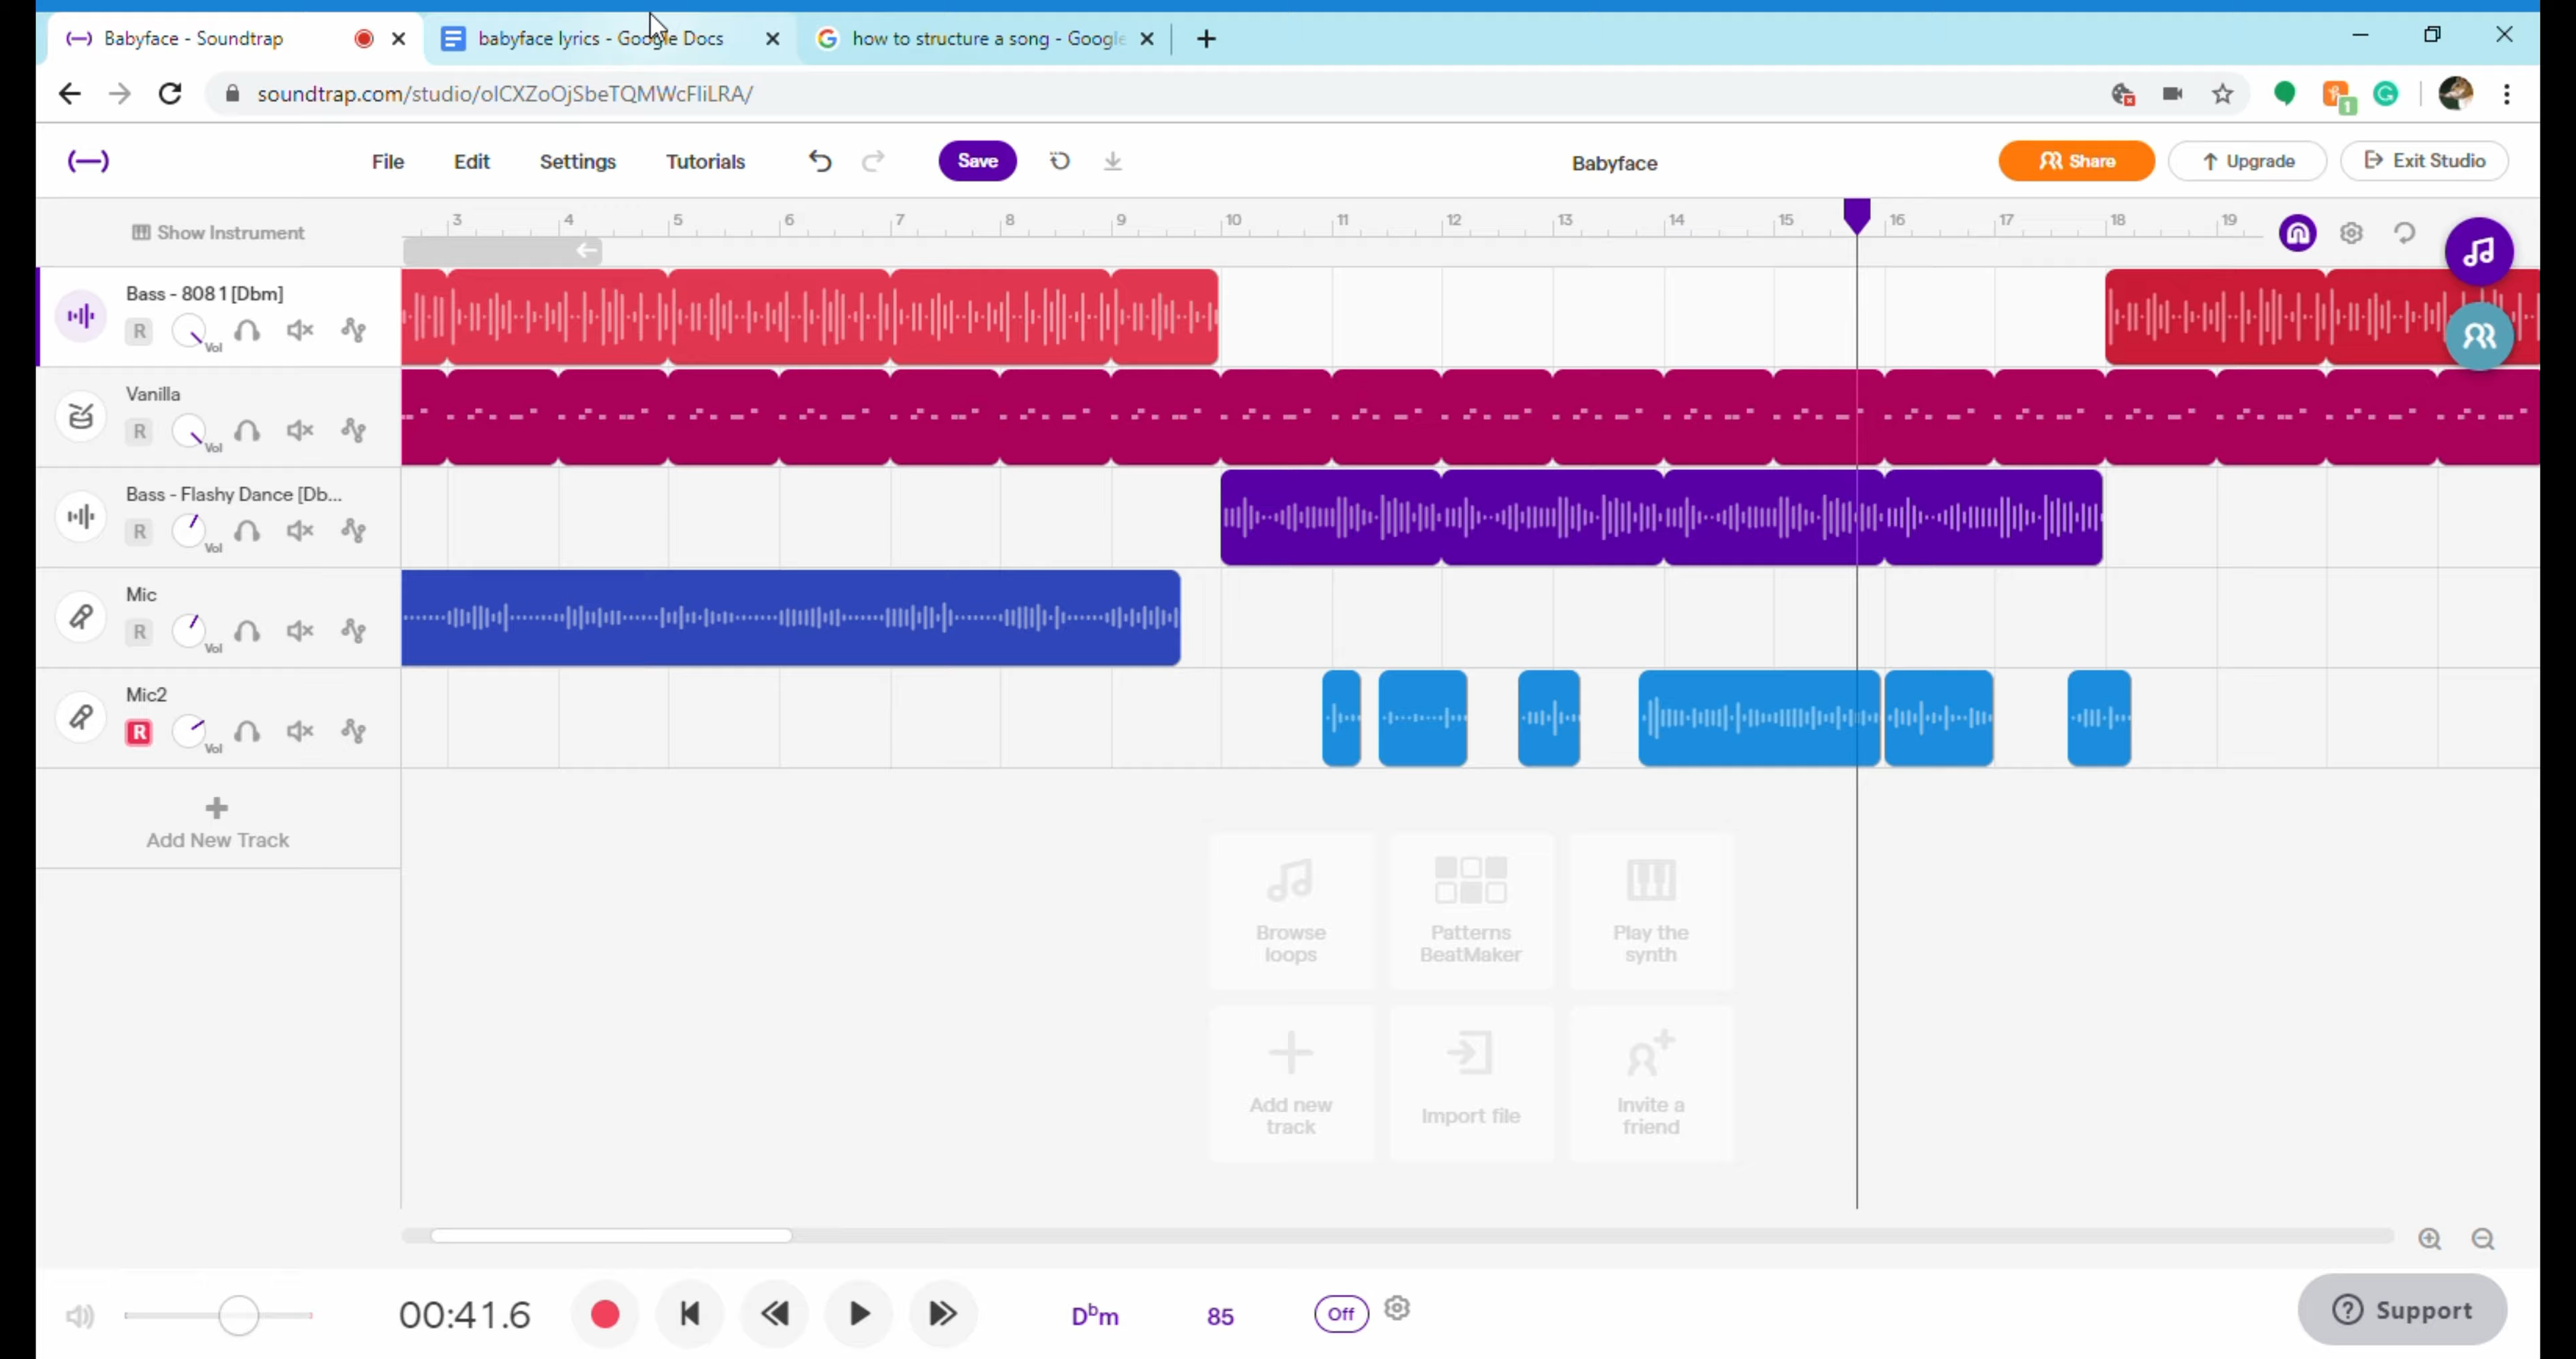 Babyface - Soundtrap
babyface lyrics - Google Docs
how to structure a song - Google
soundtrap.com/studio/olCXZoOjSbeTQMWcFIiLRA/
1
File Edit Settings Tutorials Save Babyface Share Upgrade Exit Studio
Show Instrument
3 4 5 6 7 8 9 10 11 12 13 14 15 16 17 18 19
Bass - 808 1 [Dbm]
R Vol
Vanilla
R Vol
Bass - Flashy Dance [Db...
R Vol
Mic
R Vol
Mic2
R Vol
Add New Track
Browse
loops
Patterns
BeatMaker
Play the
synth
Add new
track
Import file
Invite a
friend
00:41.6 Dbm 85 Off
Support